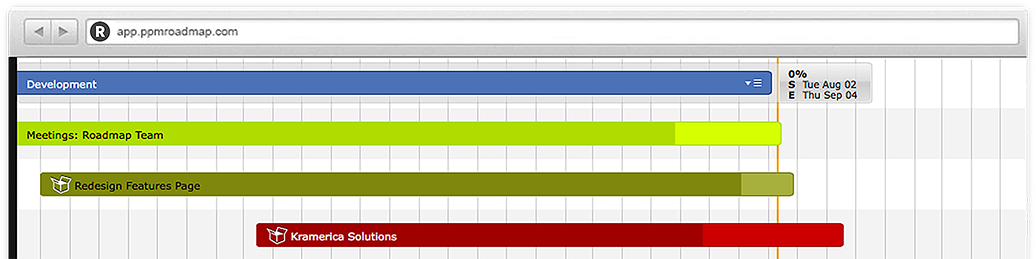 R app.ppmroadmap.com
Development
0%
S Tue Aug 02
E Thu Sep 04
Meetings: Roadmap Team
Redesign Features Page
Kramerica Solutions